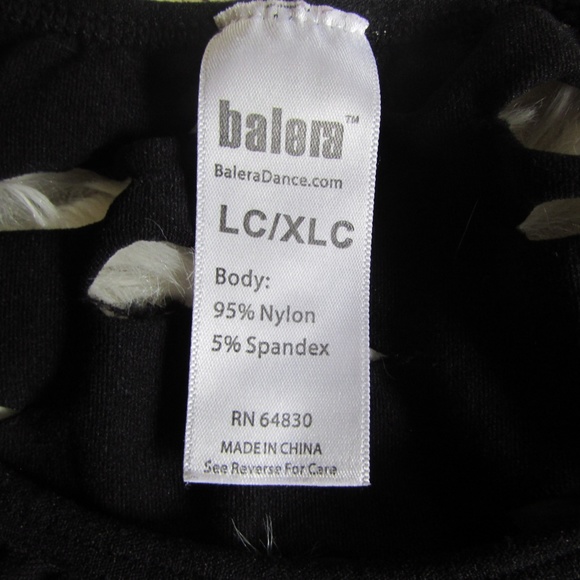 balera™
BaleraDance.com
LC/XLC
Body:
95% Nylon
5% Spandex
RN 64830
MADE IN CHINA
See Reverse For Care